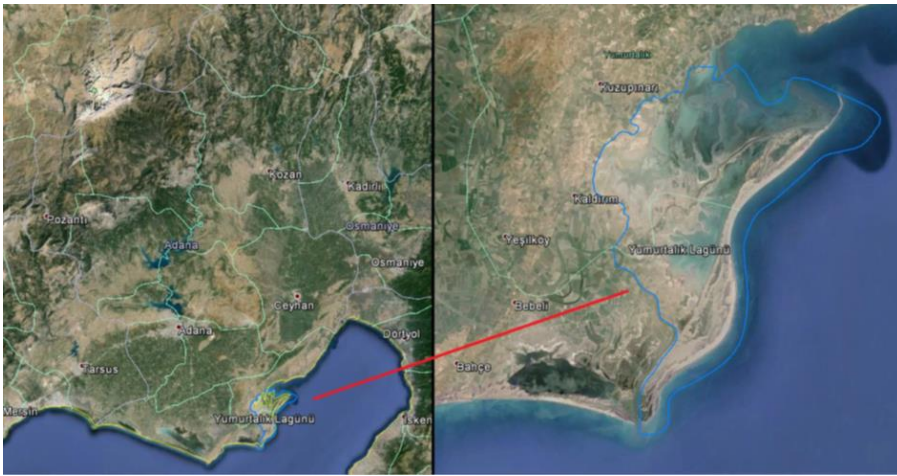 Kozan
Kadirli
Pozantı
Osmaniye
Adana
Osmaniye
Ceyhan
Adana
Dörtyol
Tarsus
Mersin
Yumurtalık Lagünü
İsken
Yumurtalık
Kuzupınarı
Kaldırım
Yeşilköy
Yumurtalık Lagünü
Bebeli
Bahçe